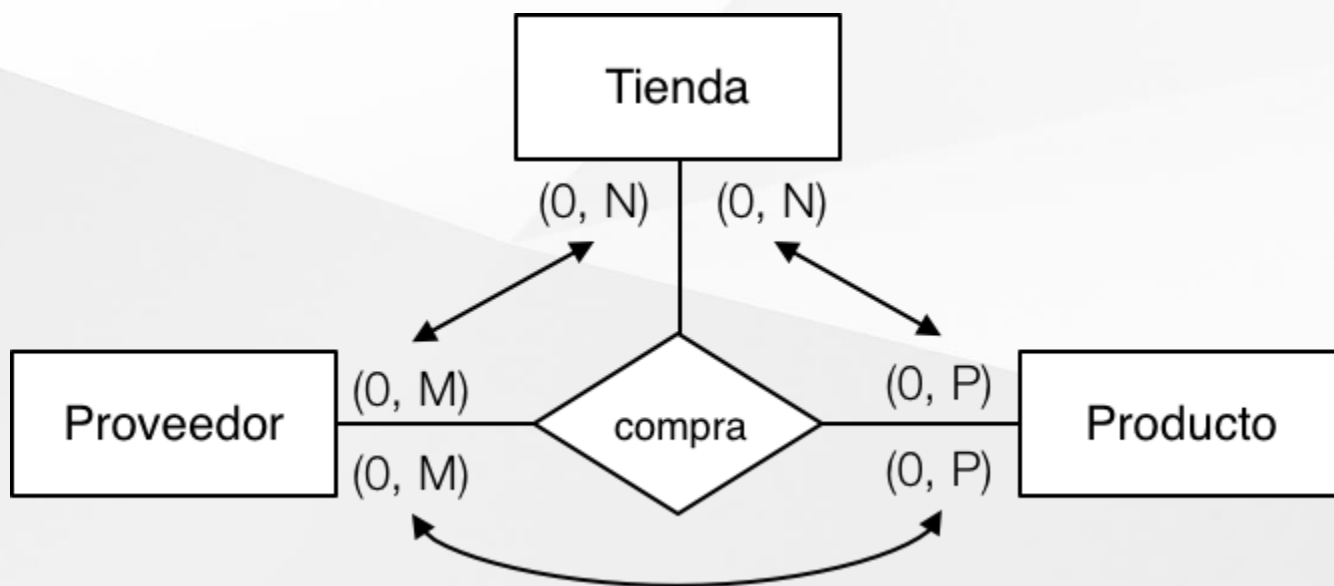 Tienda
(0, N) (0, N)
(0, M) (0, P)
Proveedor compra Producto
(0, M) (0, P)